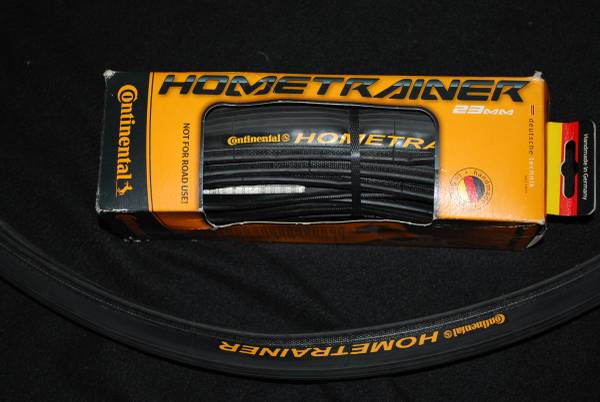 HOMETRAINER
23MM
Continental
NOT FOR ROAD USE!
Continental HOMETRA
deutsche technik
Handmade in Germany
Continental HOMETRAINER